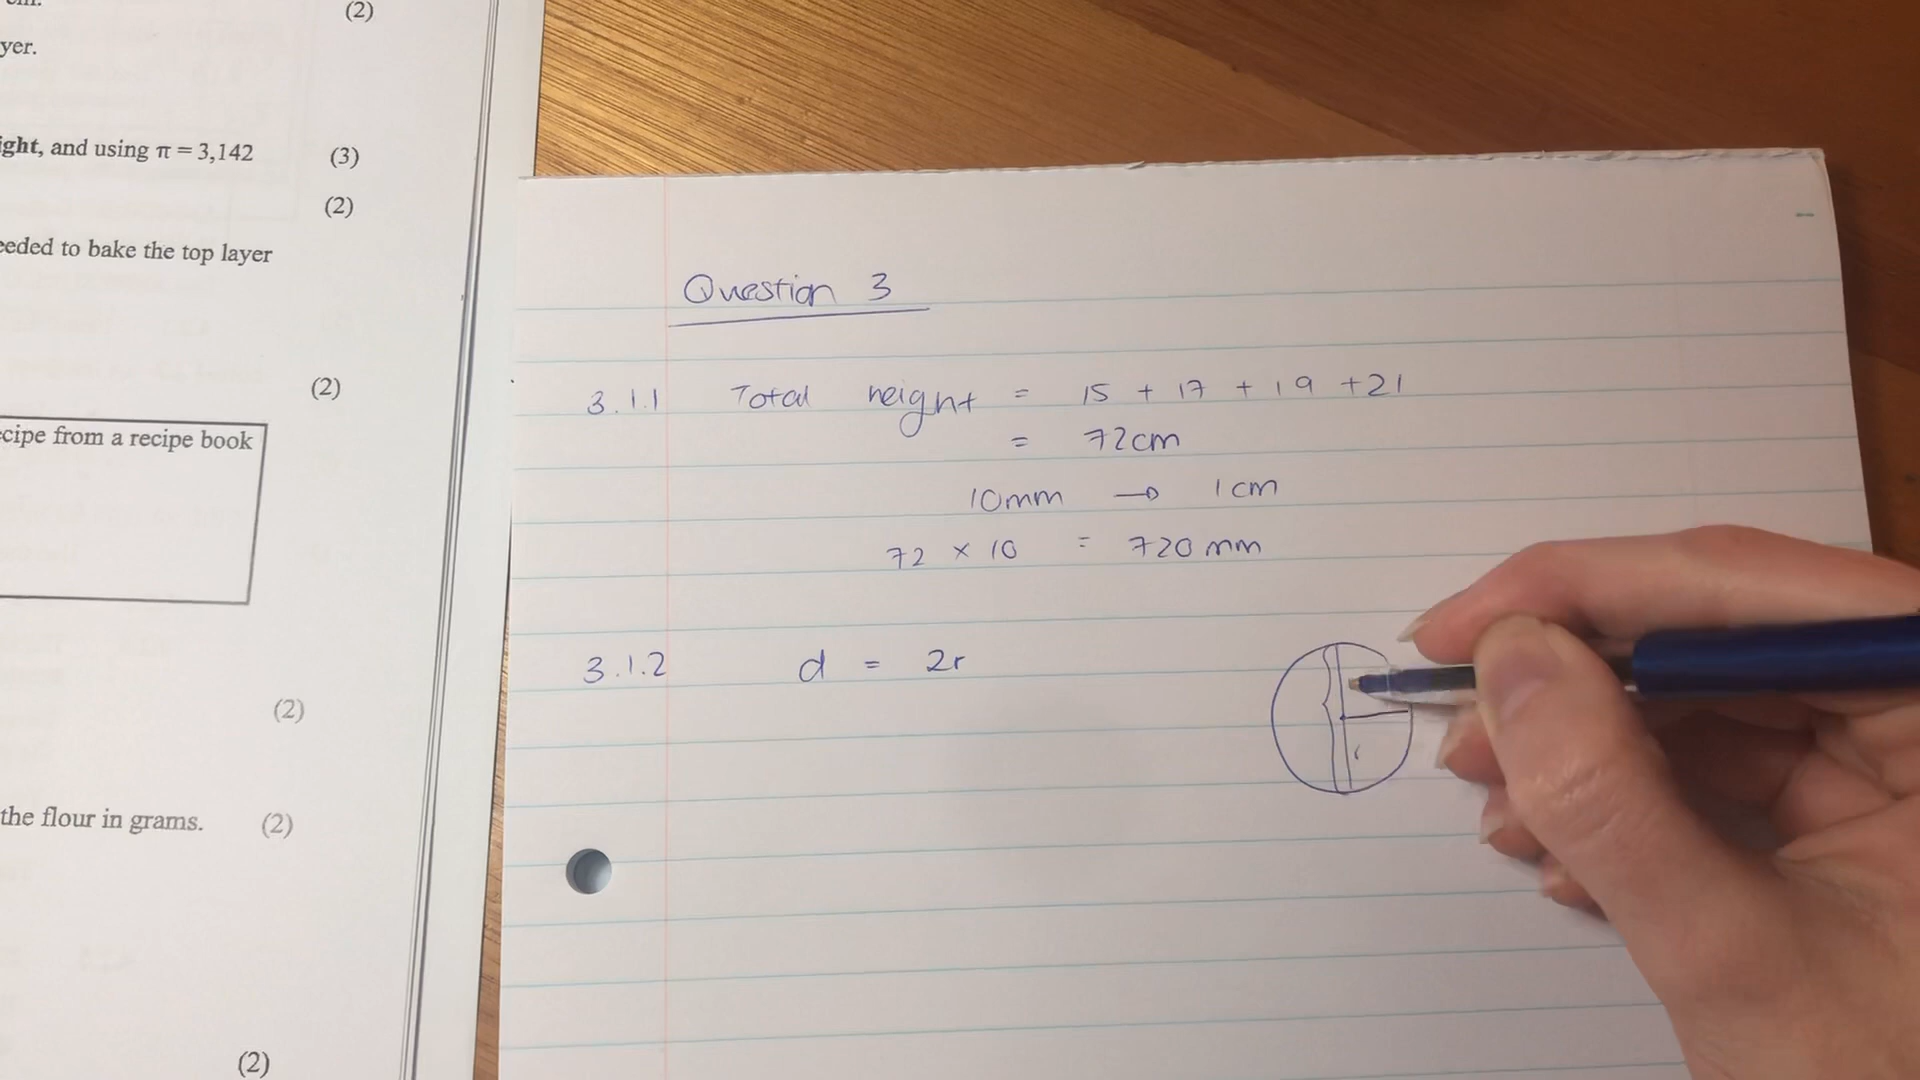 cm.
(2)
yer.
ight, and using π = 3,142 (3)
(2)
eeded to bake the top layer
(2)
cipe from a recipe book
(2)
the flour in grams. (2)
(2)
Question 3
3.1.1 Total height = 15 + 17 + 19 + 21
= 72cm
10mm → 1cm
72 × 10 = 720mm
3.1.2 d = 2r